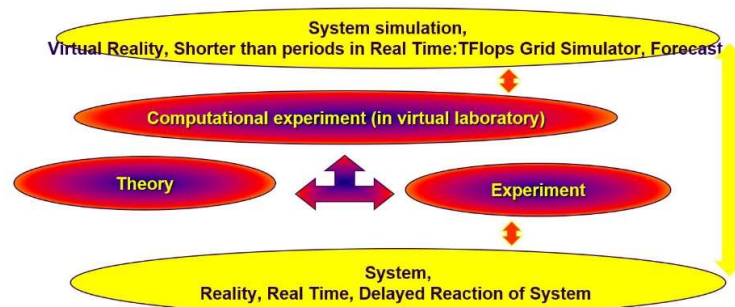 System simulation,
Virtual Reality, Shorter than periods in Real Time:TFlops Grid Simulator, Forecast
Computational experiment (in virtual laboratory)
Theory
Experiment
System,
Reality, Real Time, Delayed Reaction of System